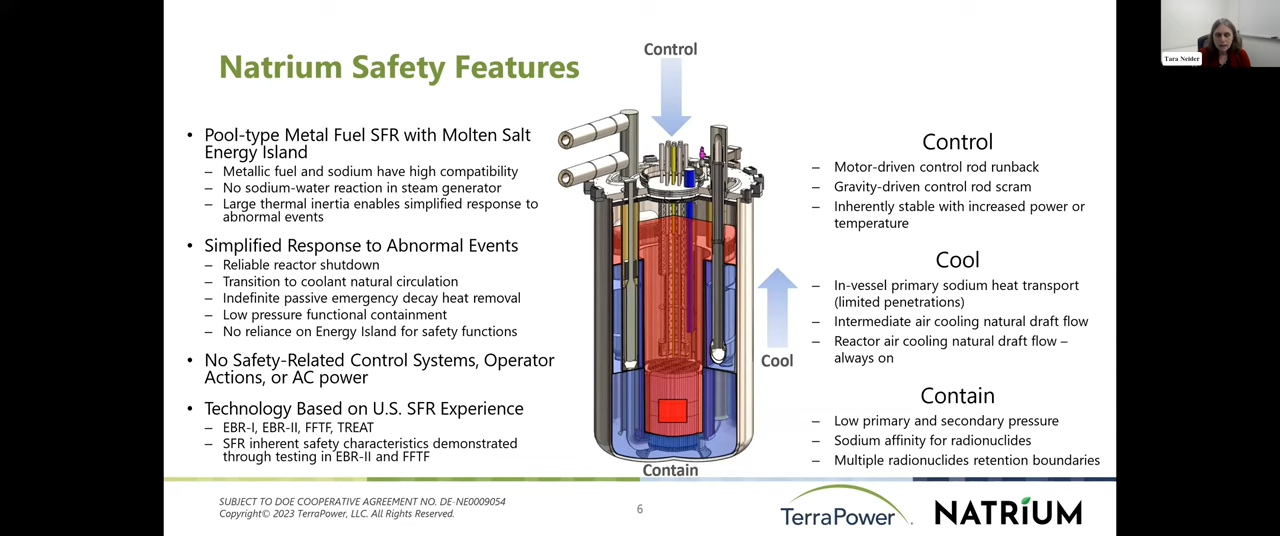 Natrium Safety Features
• Pool-type Metal Fuel SFR with Molten Salt
Energy Island
– Metallic fuel and sodium have high compatibility
– No sodium-water reaction in steam generator
– Large thermal inertia enables simplified response to
abnormal events
• Simplified Response to Abnormal Events
– Reliable reactor shutdown
– Transition to coolant natural circulation
– Indefinite passive emergency decay heat removal
– Low pressure functional containment
– No reliance on Energy Island for safety functions
• No Safety-Related Control Systems, Operator
Actions, or AC power
• Technology Based on U.S. SFR Experience
– EBR-I, EBR-II, FFTF, TREAT
– SFR inherent safety characteristics demonstrated
through testing in EBR-II and FFTF
Control
Cool
Contain
Control
– Motor-driven control rod runback
– Gravity-driven control rod scram
– Inherently stable with increased power or
temperature
Cool
– In-vessel primary sodium heat transport
(limited penetrations)
– Intermediate air cooling natural draft flow
– Reactor air cooling natural draft flow –
always on
Contain
– Low primary and secondary pressure
– Sodium affinity for radionuclides
– Multiple radionuclides retention boundaries
SUBJECT TO DOE COOPERATIVE AGREEMENT NO. DE-NE0009054
Copyright© 2023 TerraPower, LLC. All Rights Reserved.
6
TerraPower
NATRIUM
Tara Neider